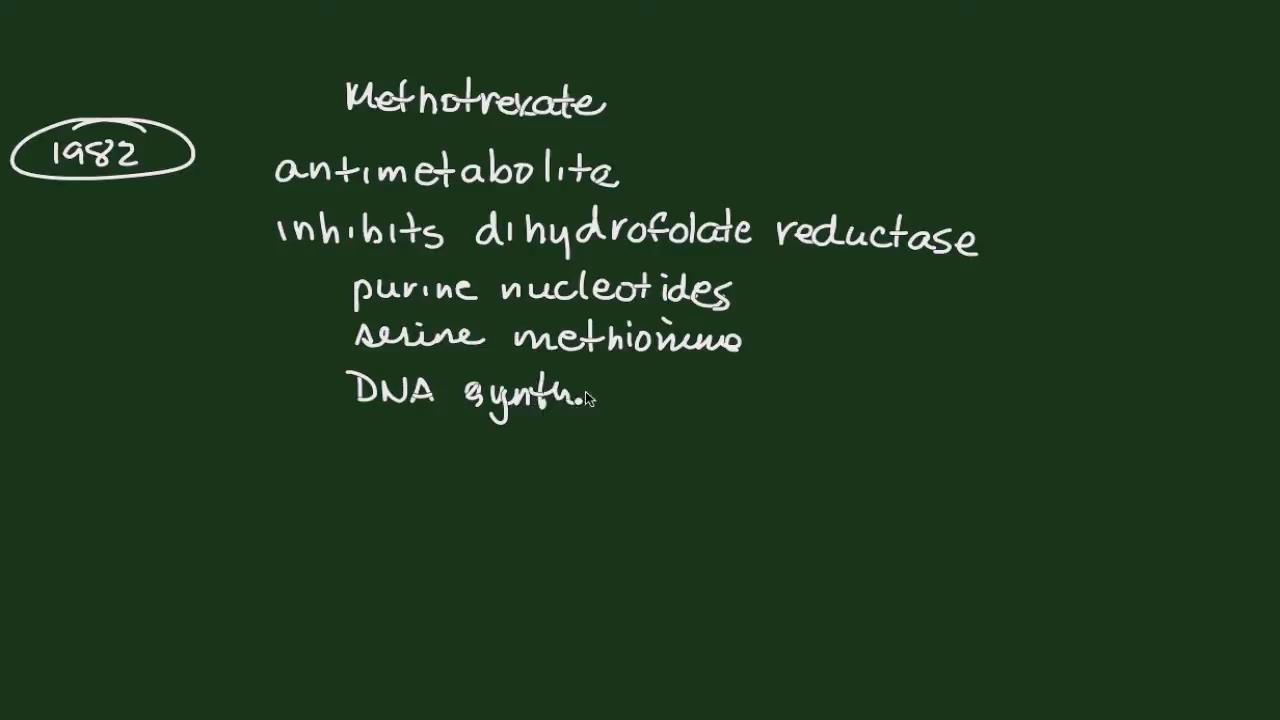 Methotrexate
1982
antimetabolite
inhibits dihydrofolate reductase
purine nucleotides
serine methionine
DNA synth.